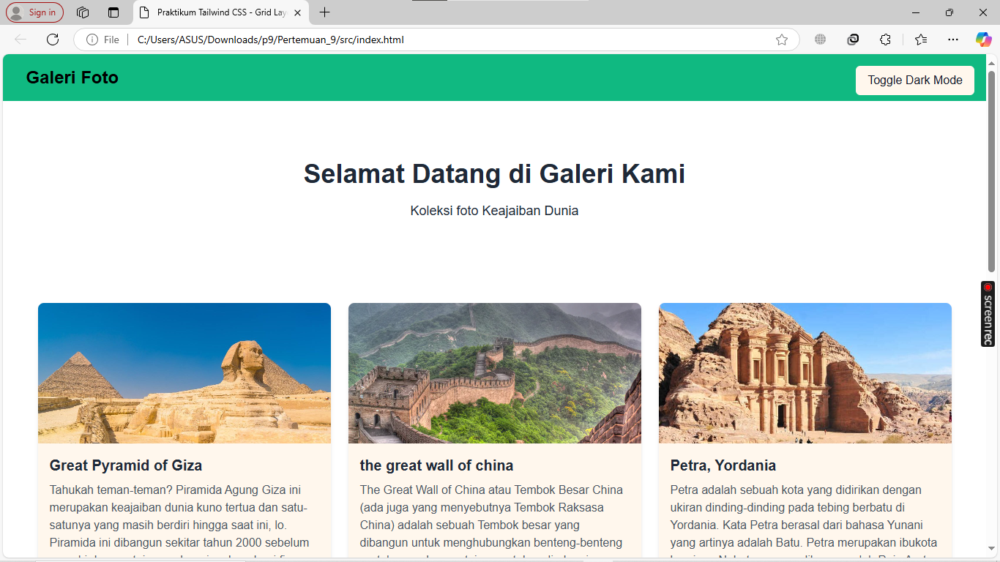 Sign in
Praktikum Tailwind CSS - Grid Lay
File
C:/Users/ASUS/Downloads/p9/Pertemuan_9/src/index.html
Galeri Foto
Toggle Dark Mode
Selamat Datang di Galeri Kami
Koleksi foto Keajaiban Dunia
screenrec
Great Pyramid of Giza
Tahukah teman-teman? Piramida Agung Giza ini
merupakan keajaiban dunia kuno tertua dan satu-
satunya yang masih berdiri hingga saat ini, lo.
Piramida ini dibangun sekitar tahun 2000 sebelum
the great wall of china
The Great Wall of China atau Tembok Besar China
(ada juga yang menyebutnya Tembok Raksasa
China) adalah sebuah Tembok besar yang
dibangun untuk menghubungkan benteng-benteng
Petra, Yordania
Petra adalah sebuah kota yang didirikan dengan
ukiran dinding-dinding pada tebing berbatu di
Yordania. Kata Petra berasal dari bahasa Yunani
yang artinya adalah Batu. Petra merupakan ibukota